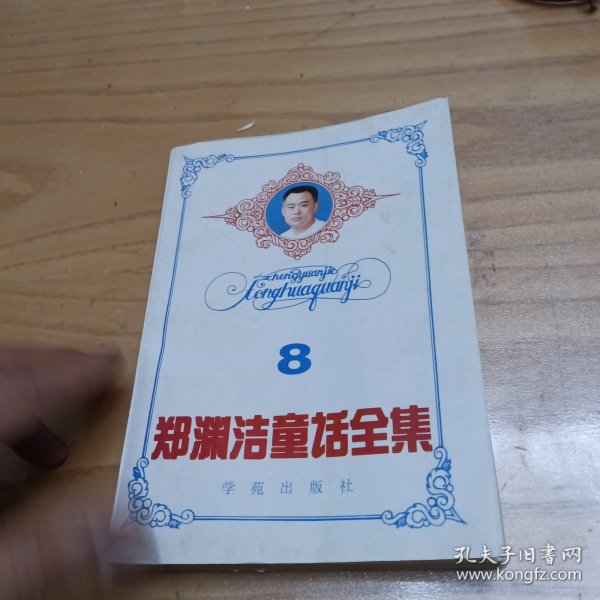 zhengyuanjie
tonghuaquanji
8
郑渊洁童话全集
学苑出版社
孔夫子旧书网
www.kongfz.com